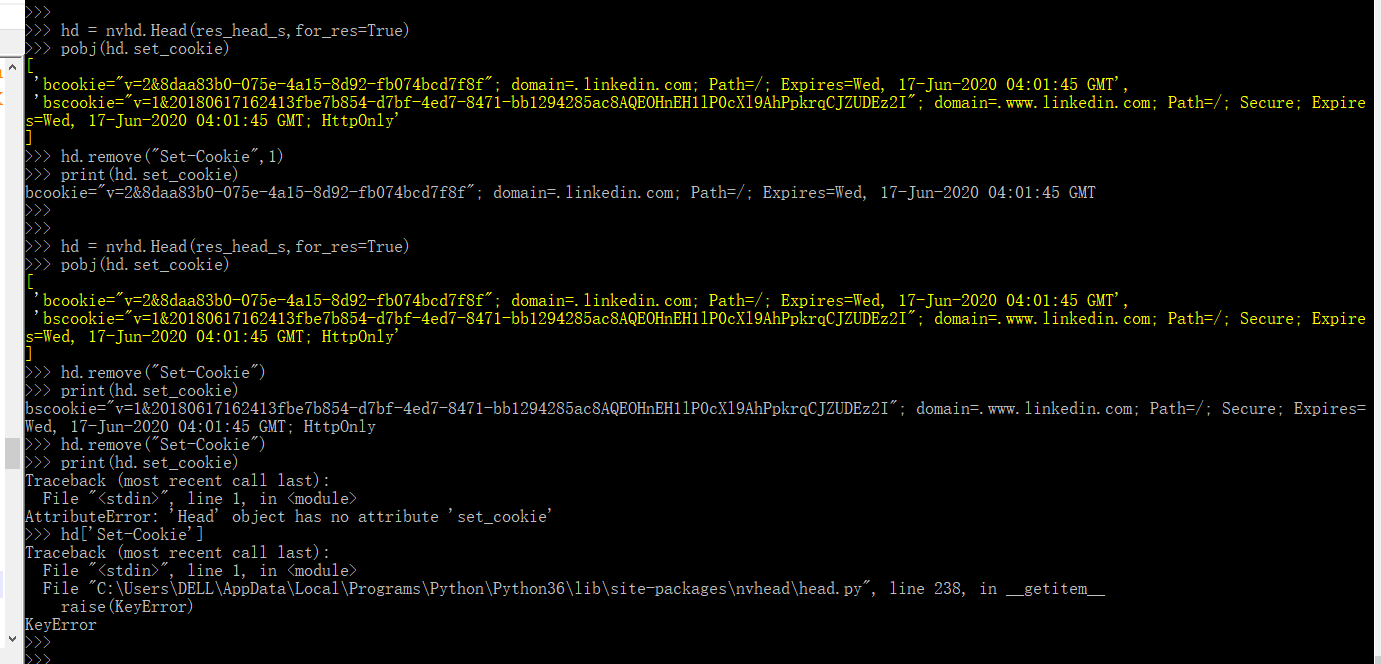 >>>
>>> hd = nvhd.Head(res_head_s,for_res=True)
>>> pobj(hd.set_cookie)
[
 'bcookie="v=2&8daa83b0-075e-4a15-8d92-fb074bcd7f8f"; domain=.linkedin.com; Path=/; Expires=Wed, 17-Jun-2020 04:01:45 GMT',
 'bscookie="v=1&20180617162413fbe7b854-d7bf-4ed7-8471-bb1294285ac8AQEOHnEH1lP0cXl9AhPpkrqCJZUDEz2I"; domain=.www.linkedin.com; Path=/; Secure; Expire
s=Wed, 17-Jun-2020 04:01:45 GMT; HttpOnly'
]
>>> hd.remove("Set-Cookie",1)
>>> print(hd.set_cookie)
bcookie="v=2&8daa83b0-075e-4a15-8d92-fb074bcd7f8f"; domain=.linkedin.com; Path=/; Expires=Wed, 17-Jun-2020 04:01:45 GMT
>>>
>>>
>>> hd = nvhd.Head(res_head_s,for_res=True)
>>> pobj(hd.set_cookie)
[
 'bcookie="v=2&8daa83b0-075e-4a15-8d92-fb074bcd7f8f"; domain=.linkedin.com; Path=/; Expires=Wed, 17-Jun-2020 04:01:45 GMT',
 'bscookie="v=1&20180617162413fbe7b854-d7bf-4ed7-8471-bb1294285ac8AQEOHnEH1lP0cXl9AhPpkrqCJZUDEz2I"; domain=.www.linkedin.com; Path=/; Secure; Expire
s=Wed, 17-Jun-2020 04:01:45 GMT; HttpOnly'
]
>>> hd.remove("Set-Cookie")
>>> print(hd.set_cookie)
bscookie="v=1&20180617162413fbe7b854-d7bf-4ed7-8471-bb1294285ac8AQEOHnEH1lP0cXl9AhPpkrqCJZUDEz2I"; domain=.www.linkedin.com; Path=/; Secure; Expires=
Wed, 17-Jun-2020 04:01:45 GMT; HttpOnly
>>> hd.remove("Set-Cookie")
>>> print(hd.set_cookie)
Traceback (most recent call last):
  File "<stdin>", line 1, in <module>
AttributeError: 'Head' object has no attribute 'set_cookie'
>>> hd['Set-Cookie']
Traceback (most recent call last):
  File "<stdin>", line 1, in <module>
  File "C:\Users\DELL\AppData\Local\Programs\Python\Python36\lib\site-packages\nvhead\head.py", line 238, in __getitem__
    raise(KeyError)
KeyError
>>>
>>>